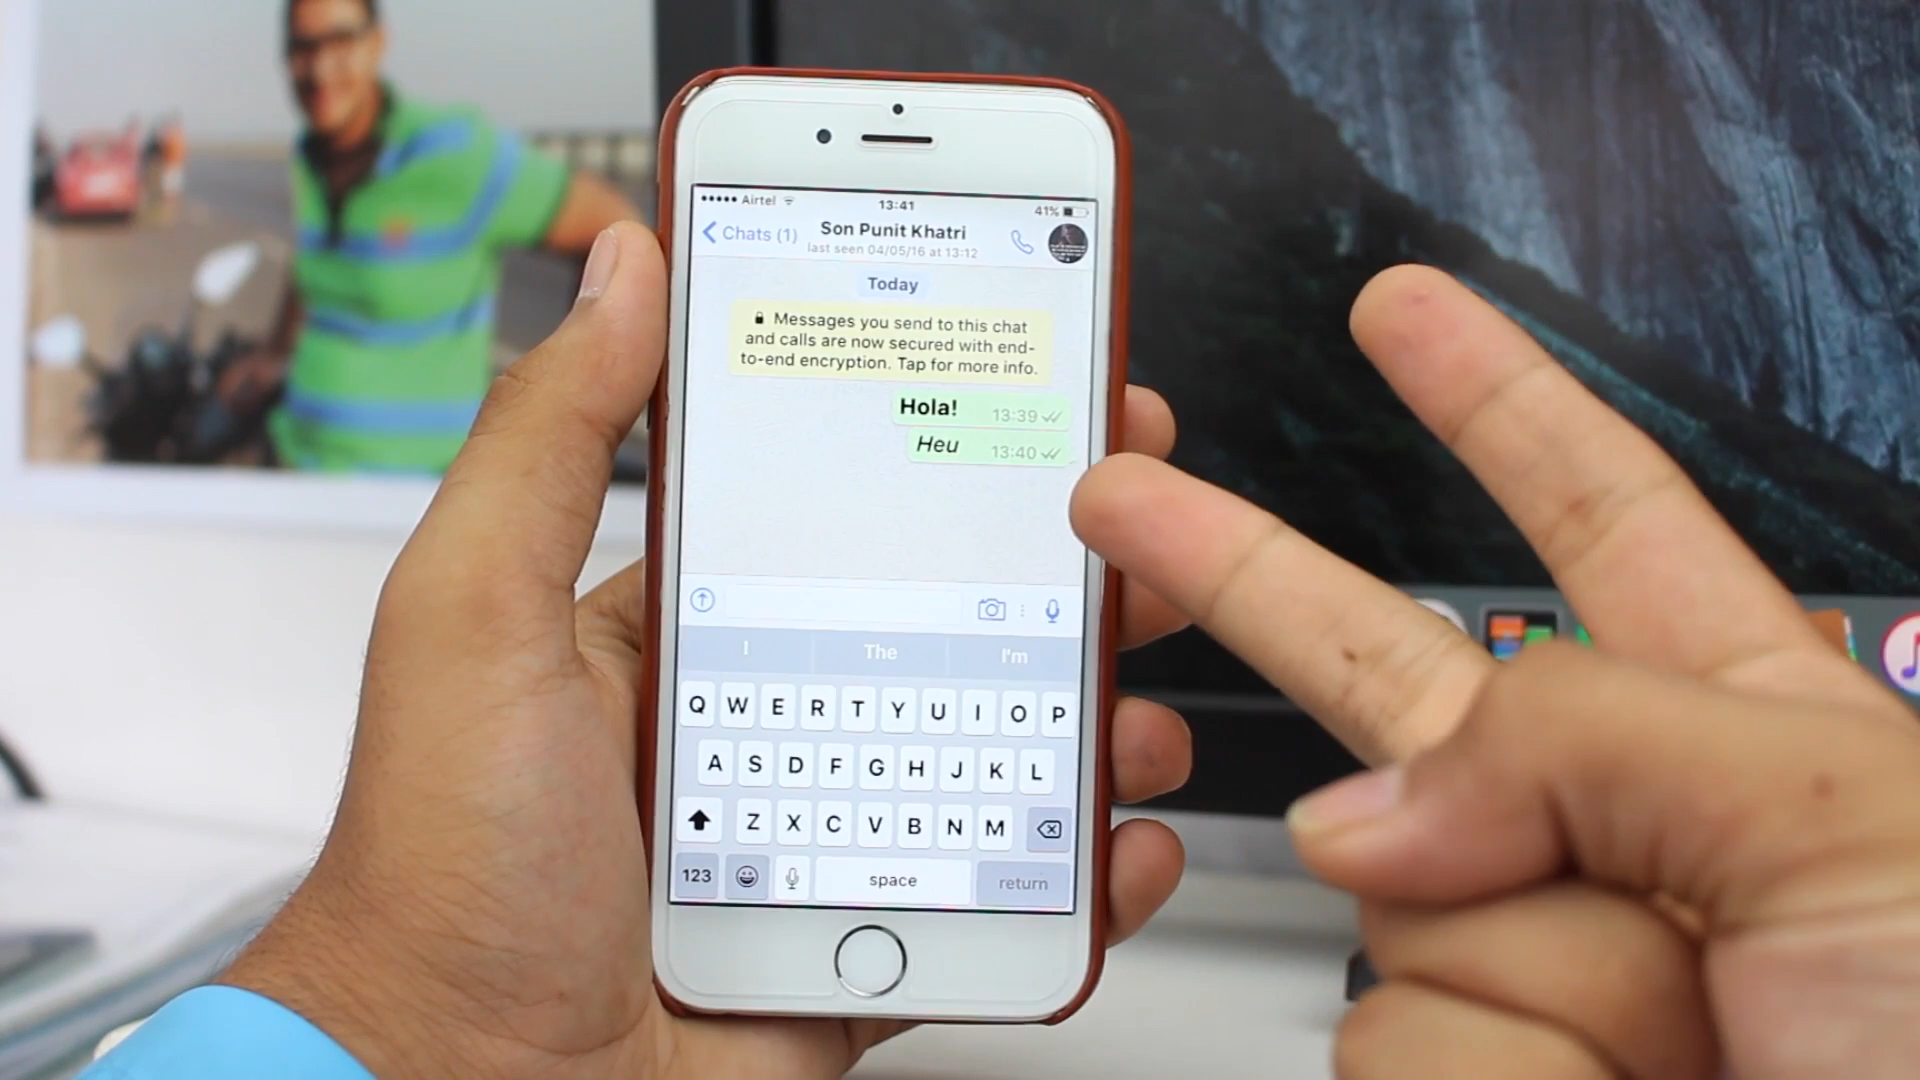 Airtel 13:41 41%
Chats (1) Son Punit Khatri
last seen 04/05/16 at 13:12
Today
Messages you send to this chat
and calls are now secured with end-
to-end encryption. Tap for more info.
Hola! 13:39
Heu 13:40
I The I'm
Q W E R T Y U I O P
A S D F G H J K L
Z X C V B N M
123 space return